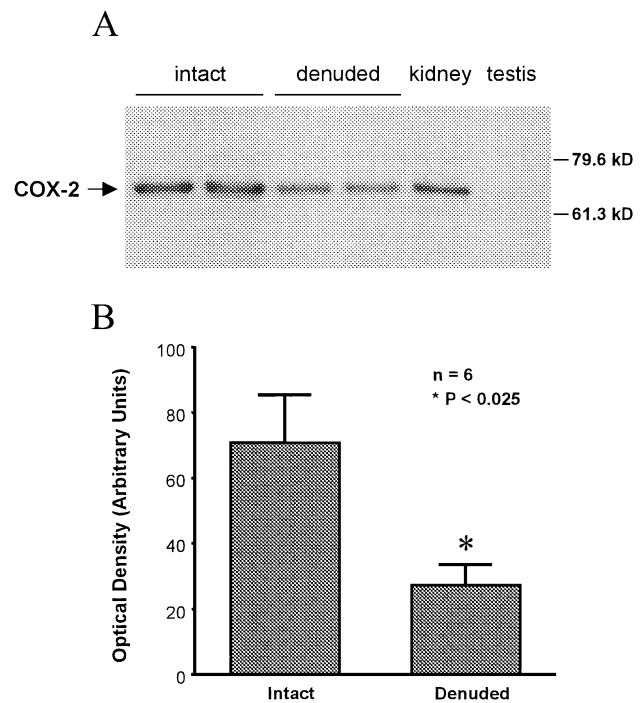 A
intact denuded kidney testis
COX-2
79.6 kD
61.3 kD
B
Optical Density (Arbitrary Units)
100
80
60
40
20
0
n = 6
* P < 0.025
*
Intact Denuded